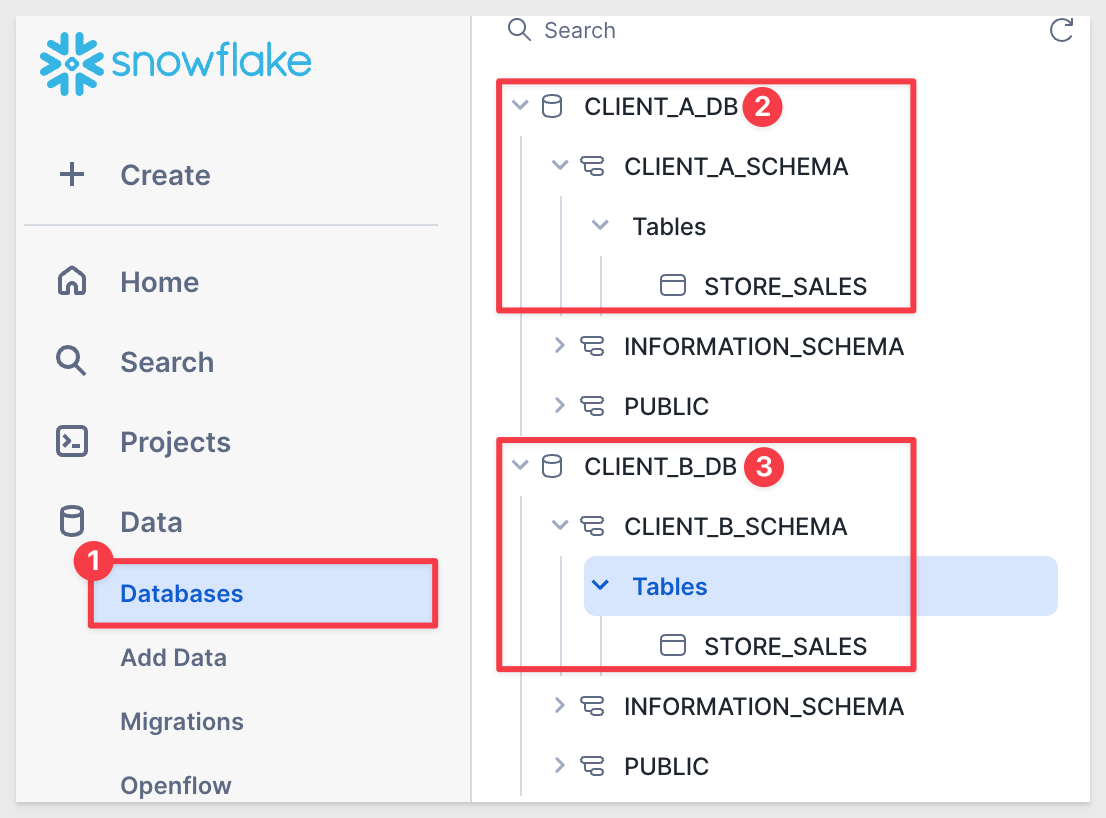 snowflake
Create
Home
Search
Projects
Data
1
Databases
Add Data
Migrations
Openflow
Search
CLIENT_A_DB 2
CLIENT_A_SCHEMA
Tables
STORE_SALES
INFORMATION_SCHEMA
PUBLIC
CLIENT_B_DB 3
CLIENT_B_SCHEMA
Tables
STORE_SALES
INFORMATION_SCHEMA
PUBLIC